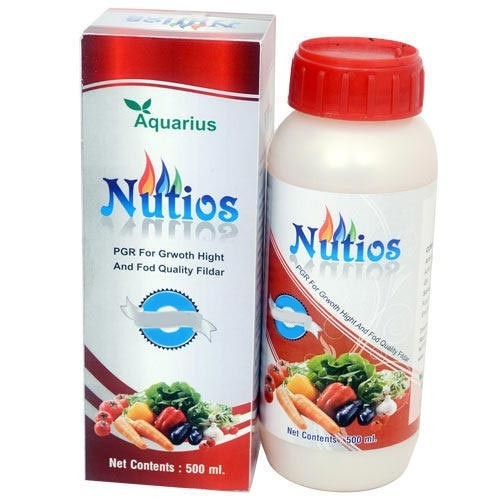 Aquarius
Nutios
PGR For Grwoth Hight
And Fod Quality Fildar
Net Contents : 500 ml.
Nutios
PGR For Grwoth Hight And Fod Quality Fildar
Net Contents : 500 ml.